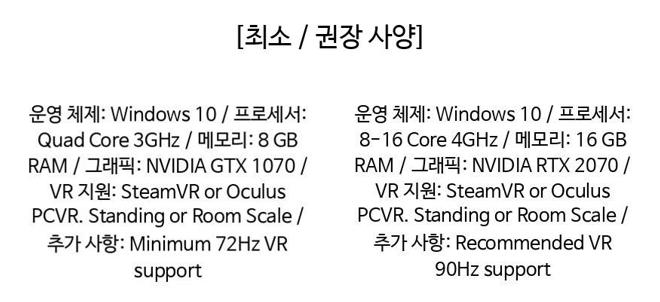 [최소 / 권장 사양]
운영 체제: Windows 10 / 프로세서:
Quad Core 3GHz / 메모리: 8 GB
RAM / 그래픽: NVIDIA GTX 1070 /
VR 지원: SteamVR or Oculus
PCVR. Standing or Room Scale /
추가 사항: Minimum 72Hz VR
support
운영 체제: Windows 10 / 프로세서:
8-16 Core 4GHz / 메모리: 16 GB
RAM / 그래픽: NVIDIA RTX 2070 /
VR 지원: SteamVR or Oculus
PCVR. Standing or Room Scale /
추가 사항: Recommended VR
90Hz support